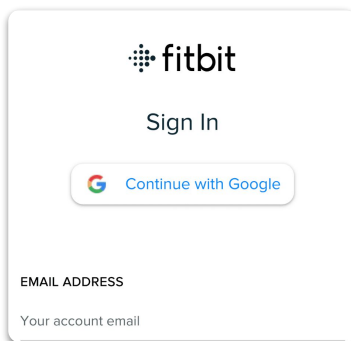 fitbit
Sign In
Continue with Google
EMAIL ADDRESS
Your account email